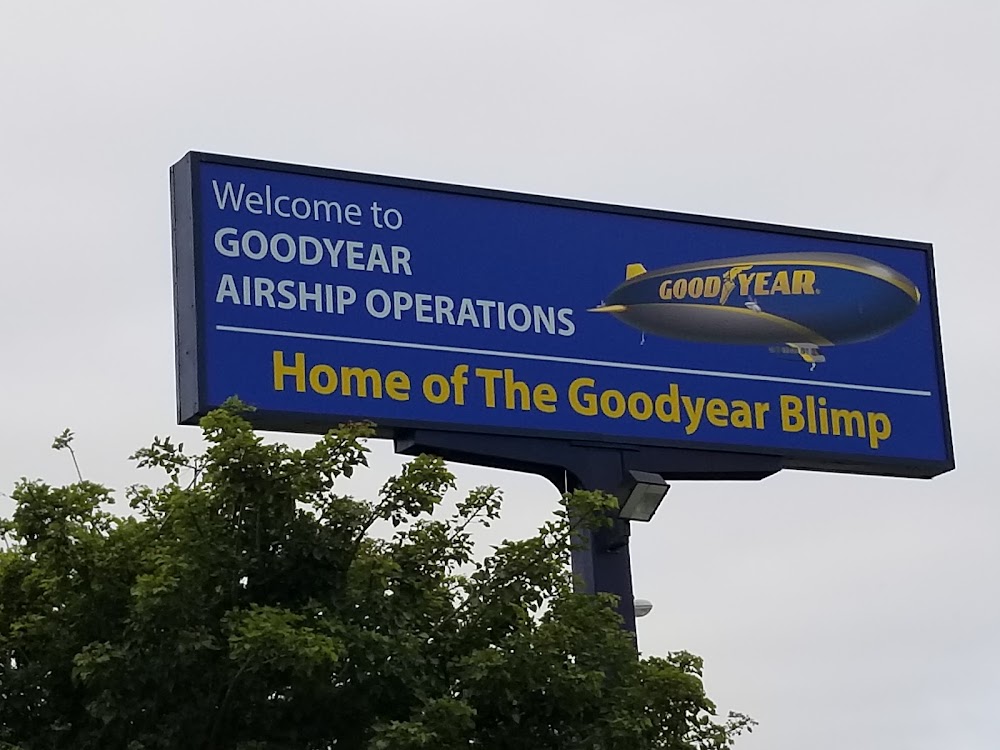 Welcome to
GOODYEAR
AIRSHIP OPERATIONS
GOODYEAR
Home of The Goodyear Blimp